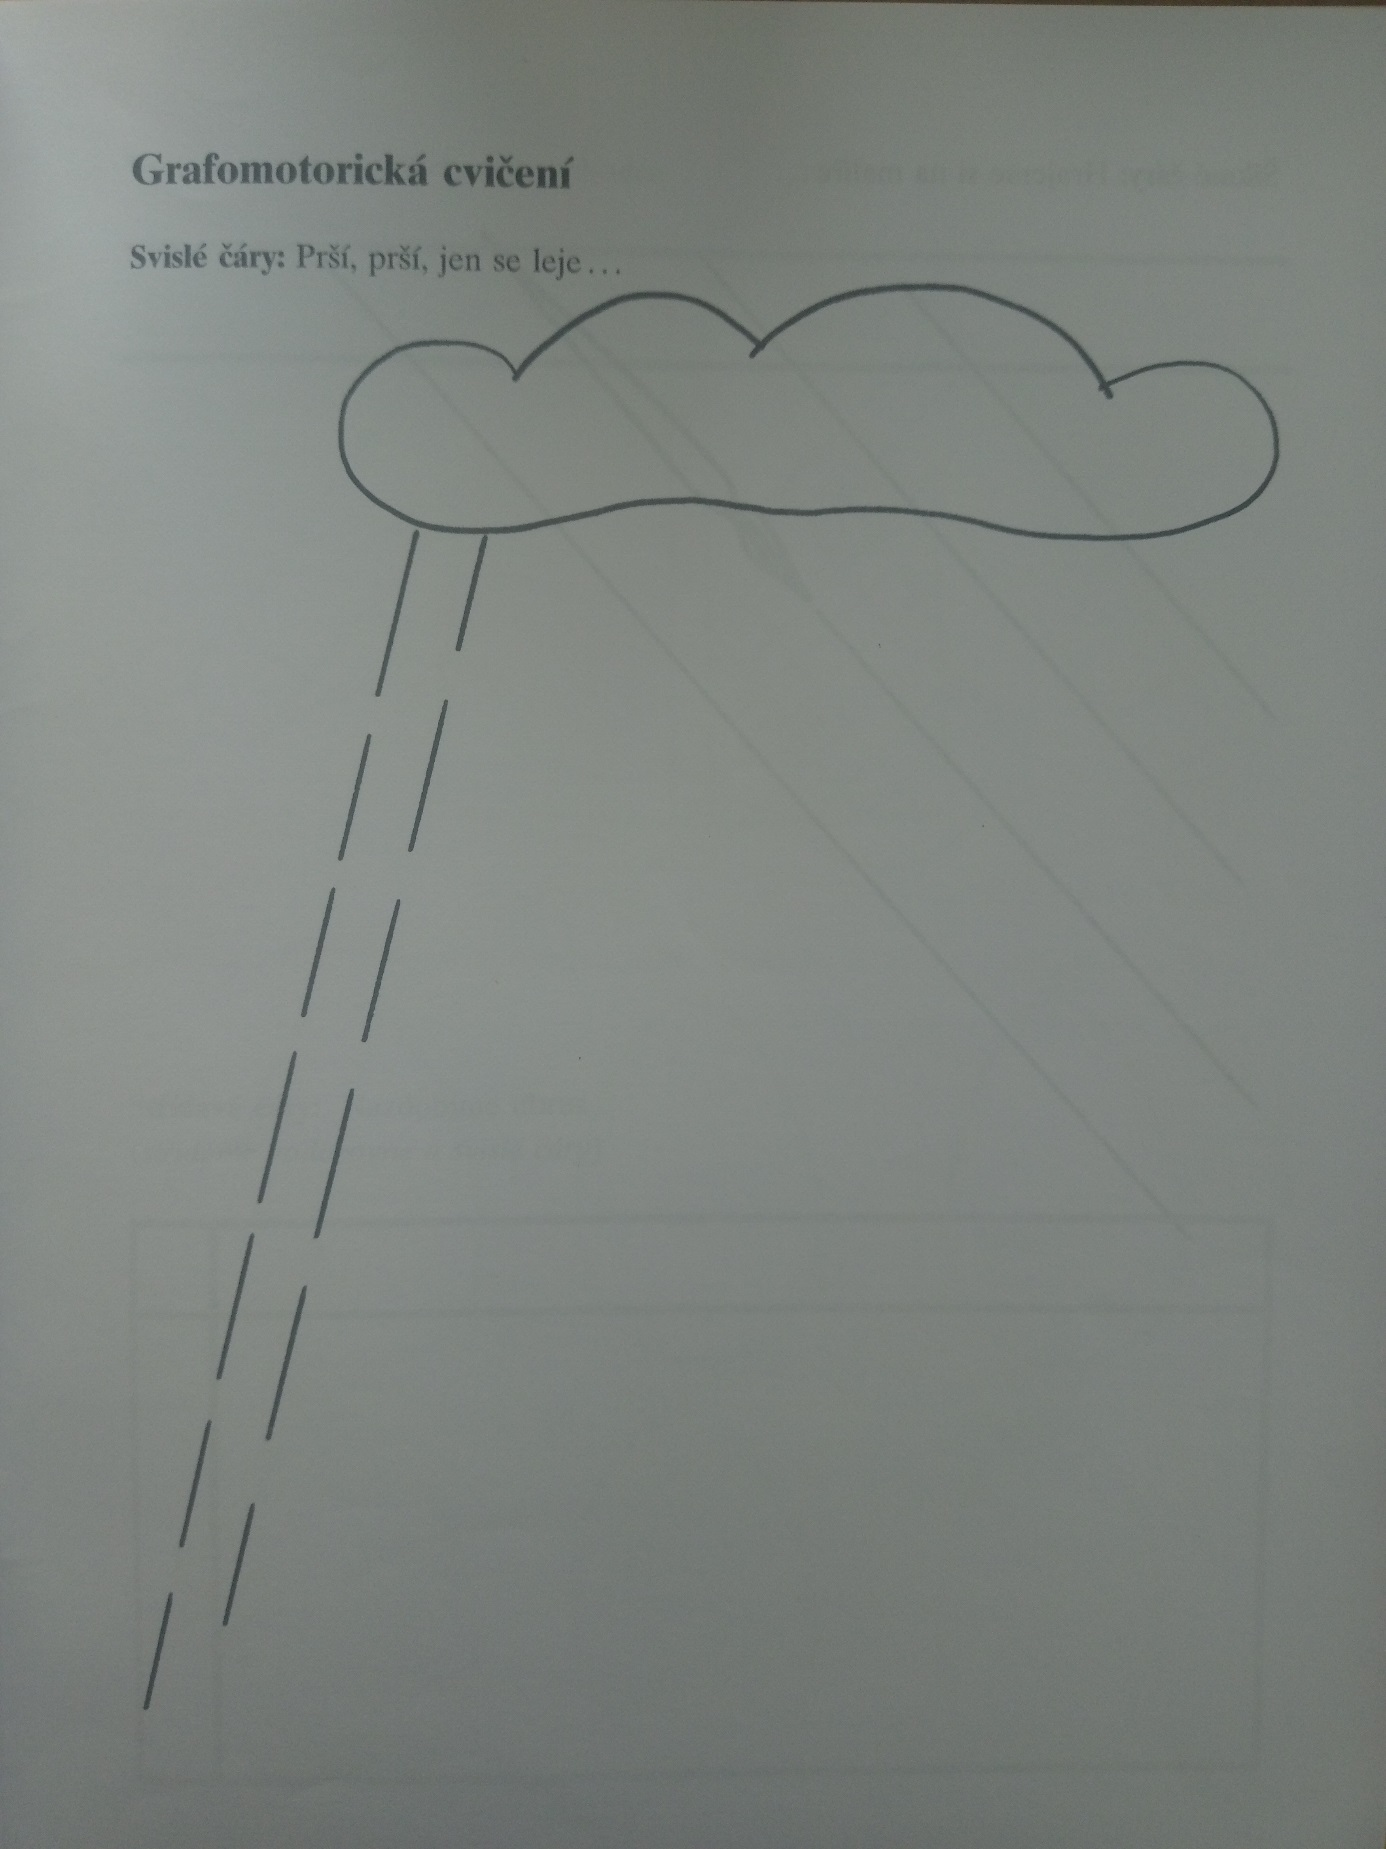 Grafomotorická cvičení
Svislé čáry: Prší, prší, jen se leje...